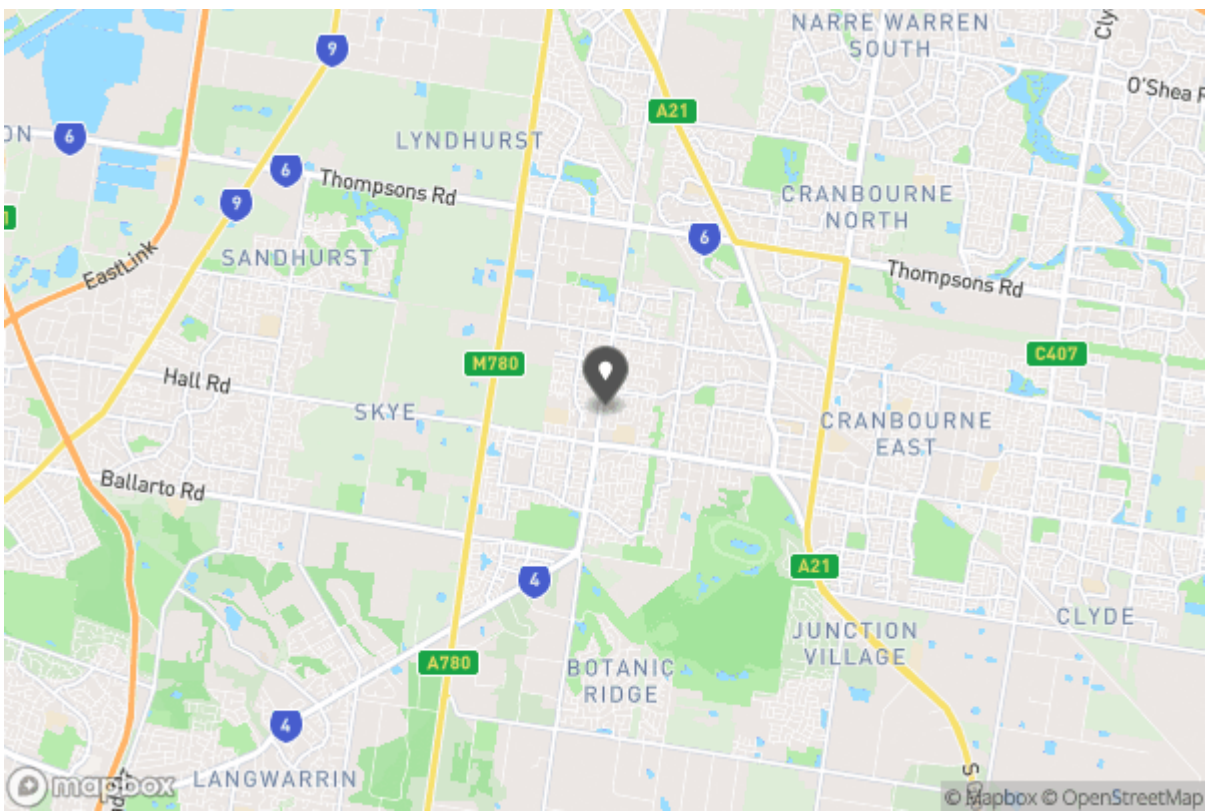 NARRE WARREN
SOUTH
9
A21
O'Shea R
6
LYNDHURST
6
Thompsons Rd
9
CRANBOURNE
NORTH
6
EastLink
SANDHURST
Thompsons Rd
M780
C407
Hall Rd
SKYE
CRANBOURNE
EAST
Ballarto Rd
4
A21
CLYDE
JUNCTION
VILLAGE
A780
BOTANIC
RIDGE
4
LANGWARRIN
mapbox
© Mapbox © OpenStreetMap